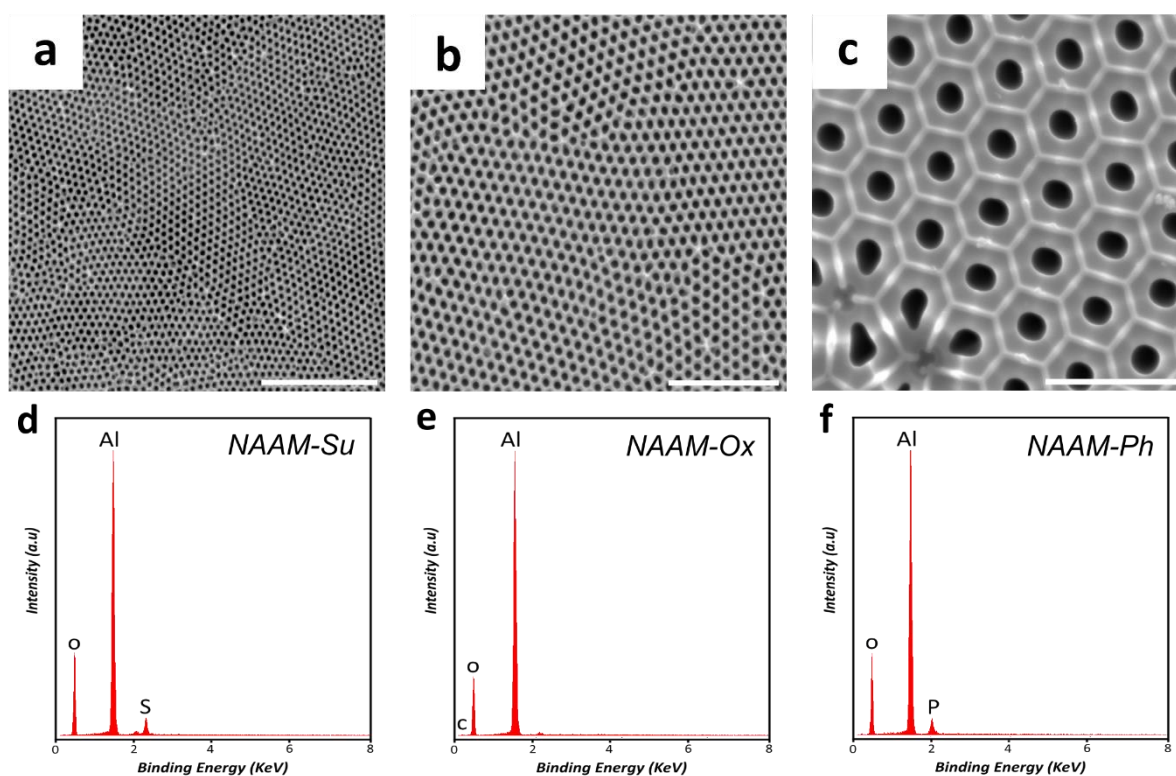 a
b
c
d
Al
NAAM-Su
O
S
Intensity (a.u)
0
2
4
6
8
Binding Energy (KeV)
e
Al
NAAM-Ox
O
C
Intensity (a.u)
0
2
4
6
8
Binding Energy (KeV)
f
Al
NAAM-Ph
O
P
Intensity (a.u)
0
2
4
6
8
Binding Energy (KeV)